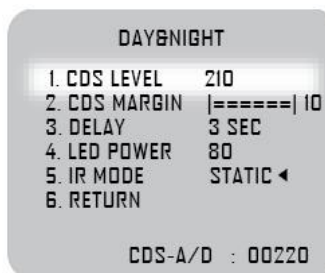 DAY&NIGHT
1. CDS LEVEL 210
2. CDS MARGIN |======| 10
3. DELAY 3 SEC
4. LED POWER 80
5. IR MODE STATIC ◄
6. RETURN
CDS-A/D : 00220